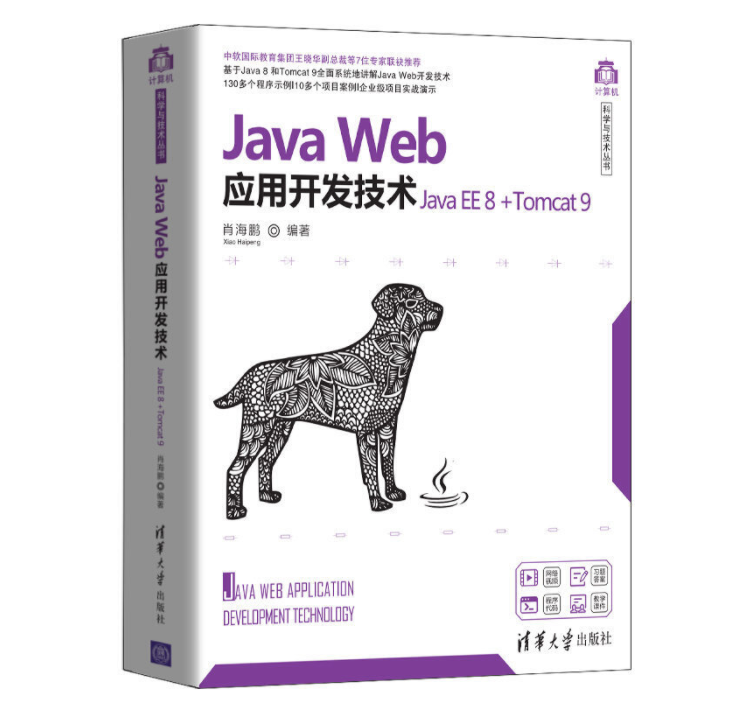 中软国际教育集团王晓华副总裁等7位专家联袂推荐
基于Java 8 和Tomcat 9全面系统地讲解Java Web开发技术
130多个程序示例‖10多个项目案例‖企业级项目实战演示
计算机
科学与技术丛书
Java Web
应用开发技术 Java EE 8 +Tomcat 9
肖海鹏 ◎ 编著
Xiao Haipeng
JAVA WEB APPLICATION
DEVELOPMENT TECHNOLOGY
网络视频
习题答案
程序代码
教学课件
清华大学出版社
计算机
科学与技术丛书
Java Web
应用开发技术
Java EE 8 +Tomcat 9
肖海鹏 ◎ 编著
清华大学出版社